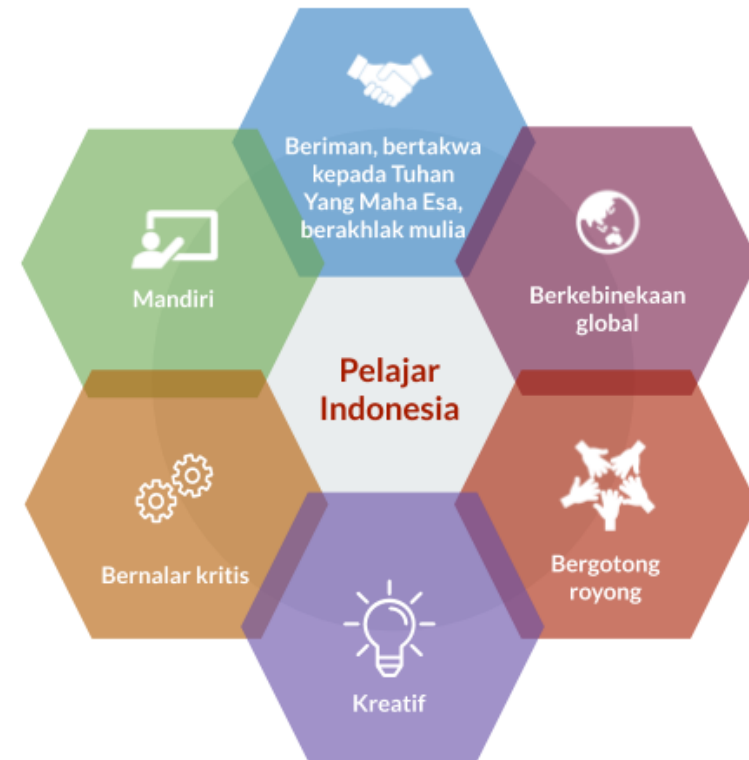 Beriman, bertakwa
kepada Tuhan
Yang Maha Esa,
berakhlak mulia
Mandiri
Berkebinekaan
global
Pelajar
Indonesia
Bernalar kritis
Bergotong
royong
Kreatif